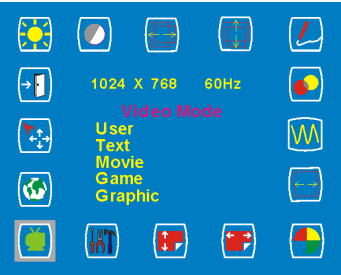 1024 X 768 60Hz
Video Mode
User
Text
Movie
Game
Graphic